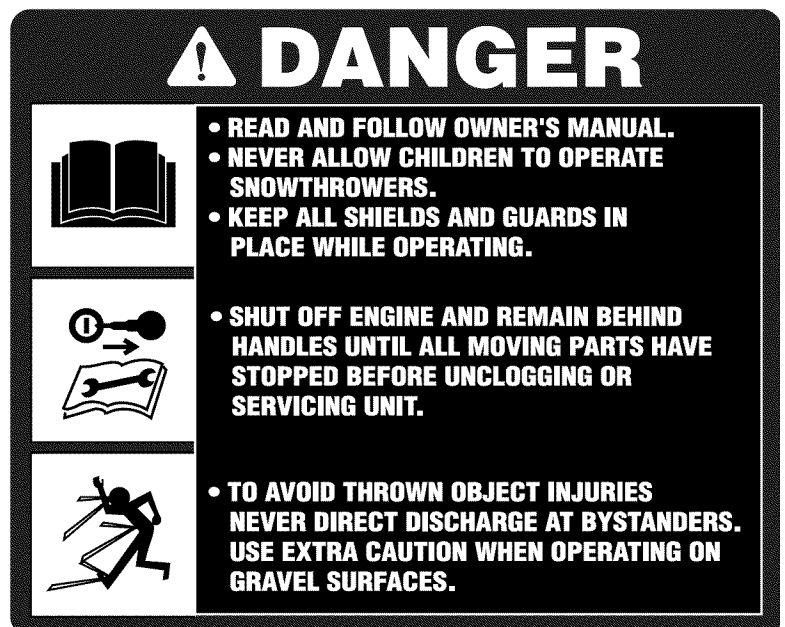 DANGER
• READ AND FOLLOW OWNER'S MANUAL.
• NEVER ALLOW CHILDREN TO OPERATE
SNOWTHROWERS.
• KEEP ALL SHIELDS AND GUARDS IN
PLACE WHILE OPERATING.
• SHUT OFF ENGINE AND REMAIN BEHIND
HANDLES UNTIL ALL MOVING PARTS HAVE
STOPPED BEFORE UNCLOGGING OR
SERVICING UNIT.
• TO AVOID THROWN OBJECT INJURIES
NEVER DIRECT DISCHARGE AT BYSTANDERS.
USE EXTRA CAUTION WHEN OPERATING ON
GRAVEL SURFACES.